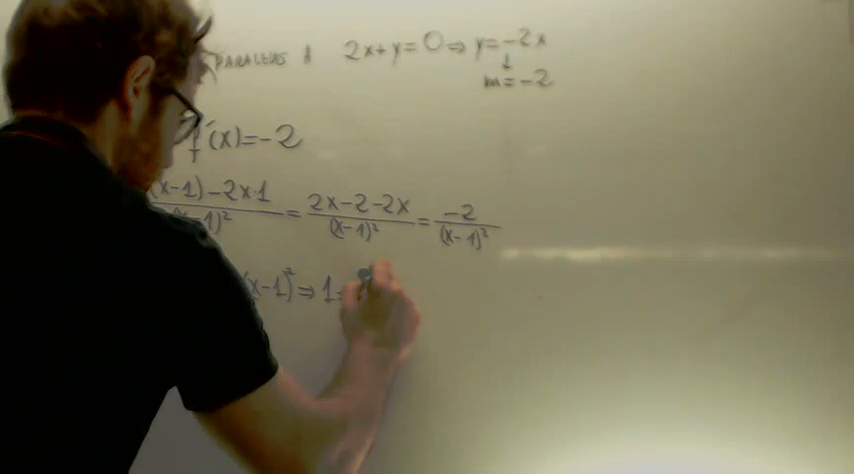 PARALELAS A 2x+y=0⇒y=-2x
↓
m=-2
f'(x)=-2
(x-1)-2x·1/(x-1)² = 2x-2-2x/(x-1)² = -2/(x-1)²
(x-1)²⇒1=